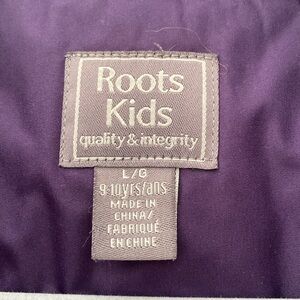 Roots
Kids
quality & integrity
L/G
9-10yrs/ans
MADE IN
CHINA/
FABRIQUÉ
EN CHINE